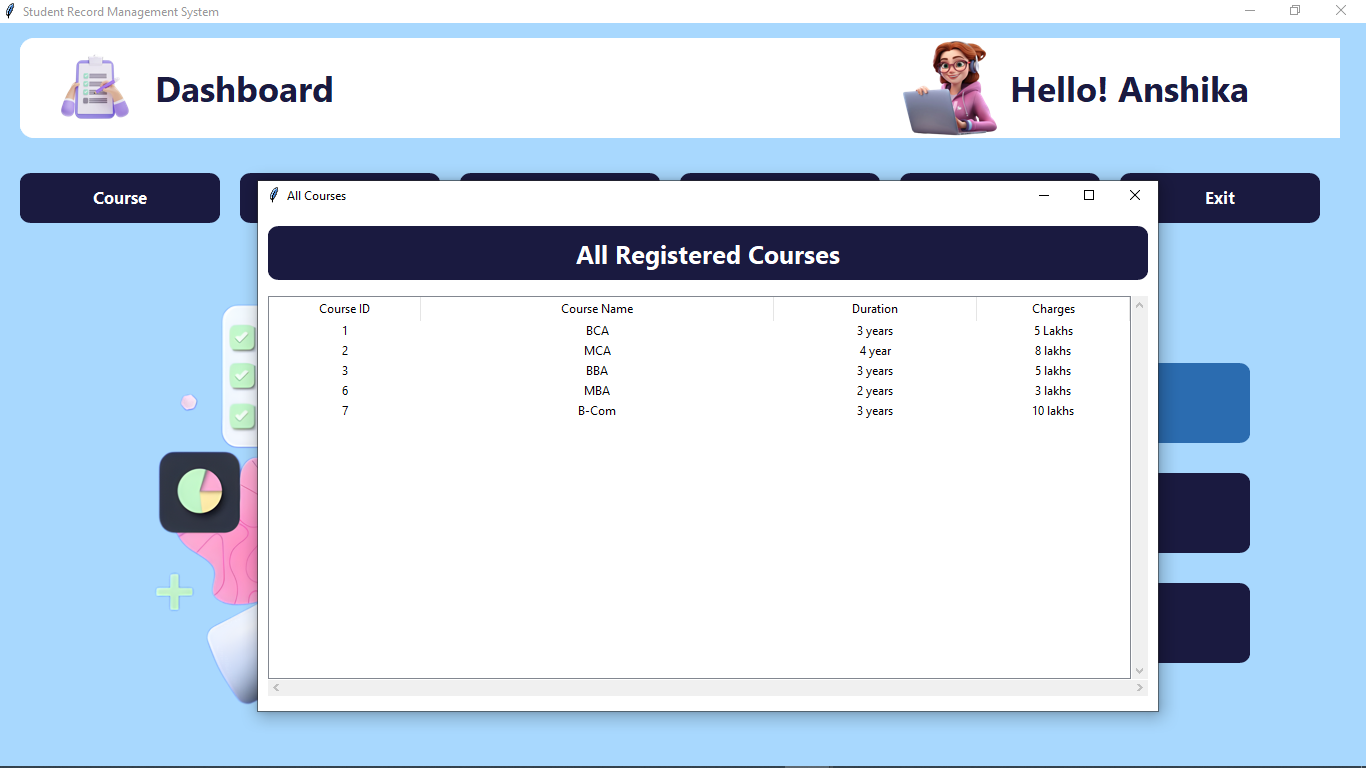 Student Record Management System
Dashboard
Hello! Anshika
Course
Exit
All Courses
All Registered Courses
Course ID Course Name Duration Charges
1 BCA 3 years 5 Lakhs
2 MCA 4 year 8 lakhs
3 BBA 3 years 5 lakhs
6 MBA 2 years 3 lakhs
7 B-Com 3 years 10 lakhs